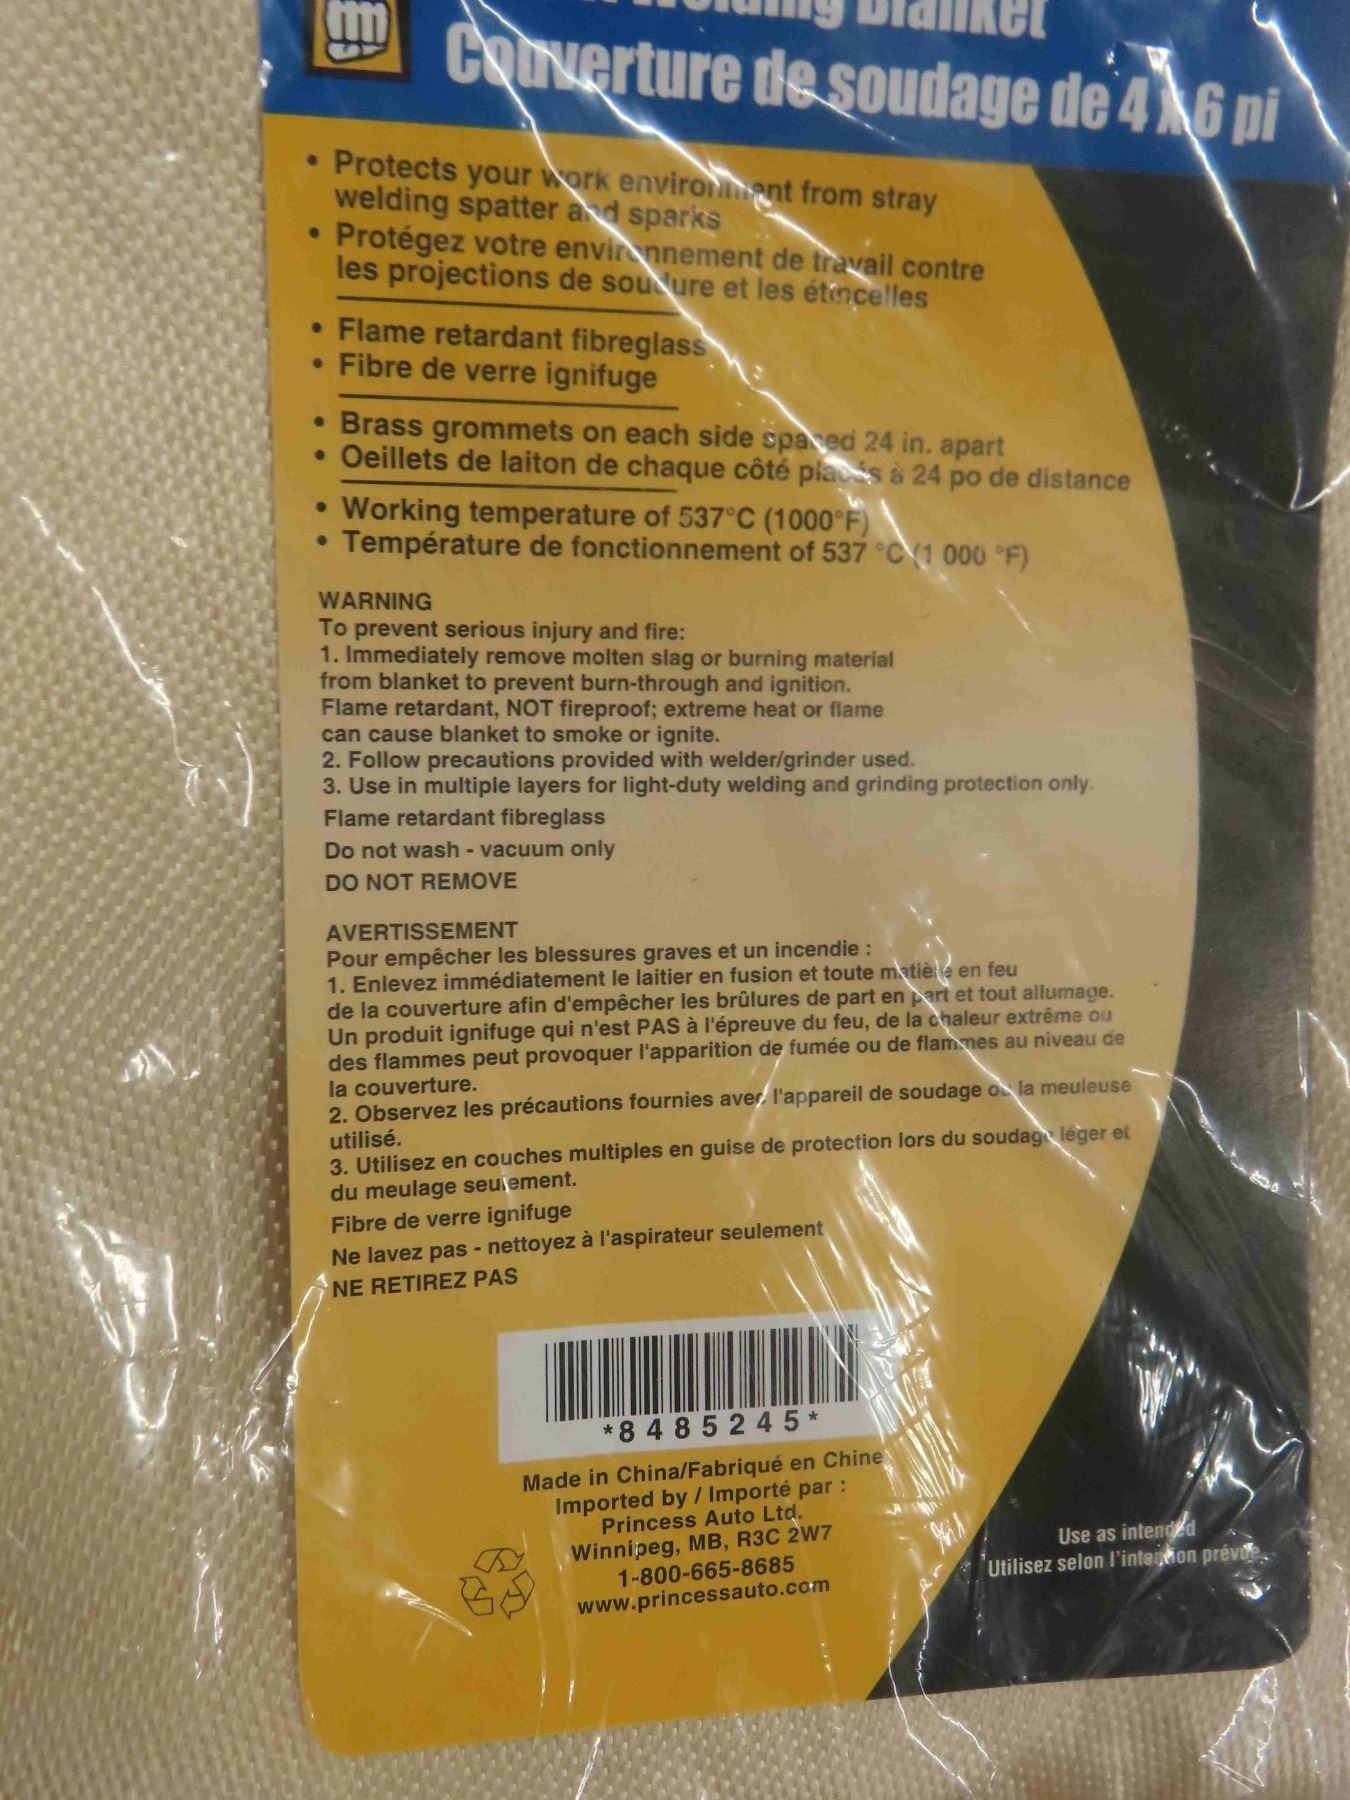 Welding Blanket
Couverture de soudage de 4 x 6 pi
• Protects your work environment from stray
welding spatter and sparks
• Protégez votre environnement de travail contre
les projections de soudure et les étincelles
• Flame retardant fibreglass
• Fibre de verre ignifuge
• Brass grommets on each side spaced 24 in. apart
• Oeillets de laiton de chaque côté placés à 24 po de distance
• Working temperature of 537°C (1000°F)
• Température de fonctionnement of 537 °C (1 000 °F)
WARNING
To prevent serious injury and fire:
1. Immediately remove molten slag or burning material
from blanket to prevent burn-through and ignition.
Flame retardant, NOT fireproof; extreme heat or flame
can cause blanket to smoke or ignite.
2. Follow precautions provided with welder/grinder used.
3. Use in multiple layers for light-duty welding and grinding protection only.
Flame retardant fibreglass
Do not wash - vacuum only
DO NOT REMOVE
AVERTISSEMENT
Pour empêcher les blessures graves et un incendie :
1. Enlevez immédiatement le laitier en fusion et toute matière en feu
de la couverture afin d'empêcher les brûlures de part en part et tout allumage.
Un produit ignifuge qui n'est PAS à l'épreuve du feu, de la chaleur extrême ou
des flammes peut provoquer l'apparition de fumée ou de flammes au niveau de
la couverture.
2. Observez les précautions fournies avec l'appareil de soudage ou la meuleuse
utilisé.
3. Utilisez en couches multiples en guise de protection lors du soudage léger et
du meulage seulement.
Fibre de verre ignifuge
Ne lavez pas - nettoyez à l'aspirateur seulement
NE RETIREZ PAS
*8485245*
Made in China/Fabriqué en Chine
Imported by / Importé par :
Princess Auto Ltd.
Winnipeg, MB, R3C 2W7
1-800-665-8685
www.princessauto.com
Use as intended
Utilisez selon l'intention prévue